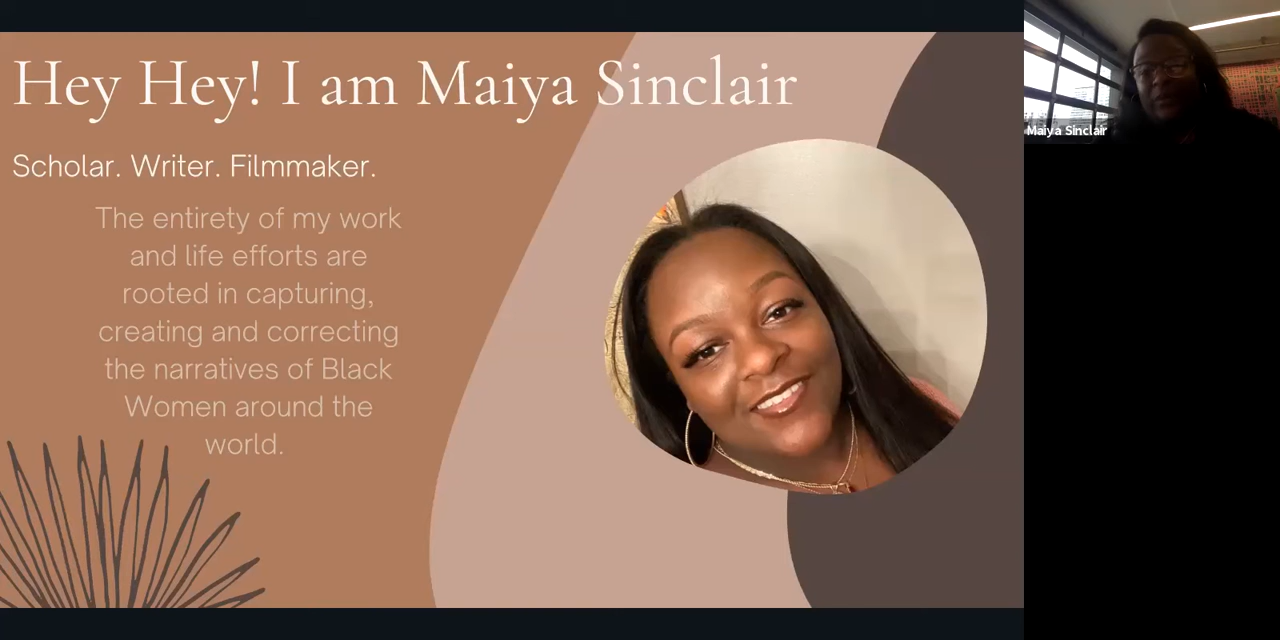 Hey Hey! I am Maiya Sinclair
Scholar. Writer. Filmmaker.
The entirety of my work
and life efforts are
rooted in capturing,
creating and correcting
the narratives of Black
Women around the
world.
Maiya Sinclair